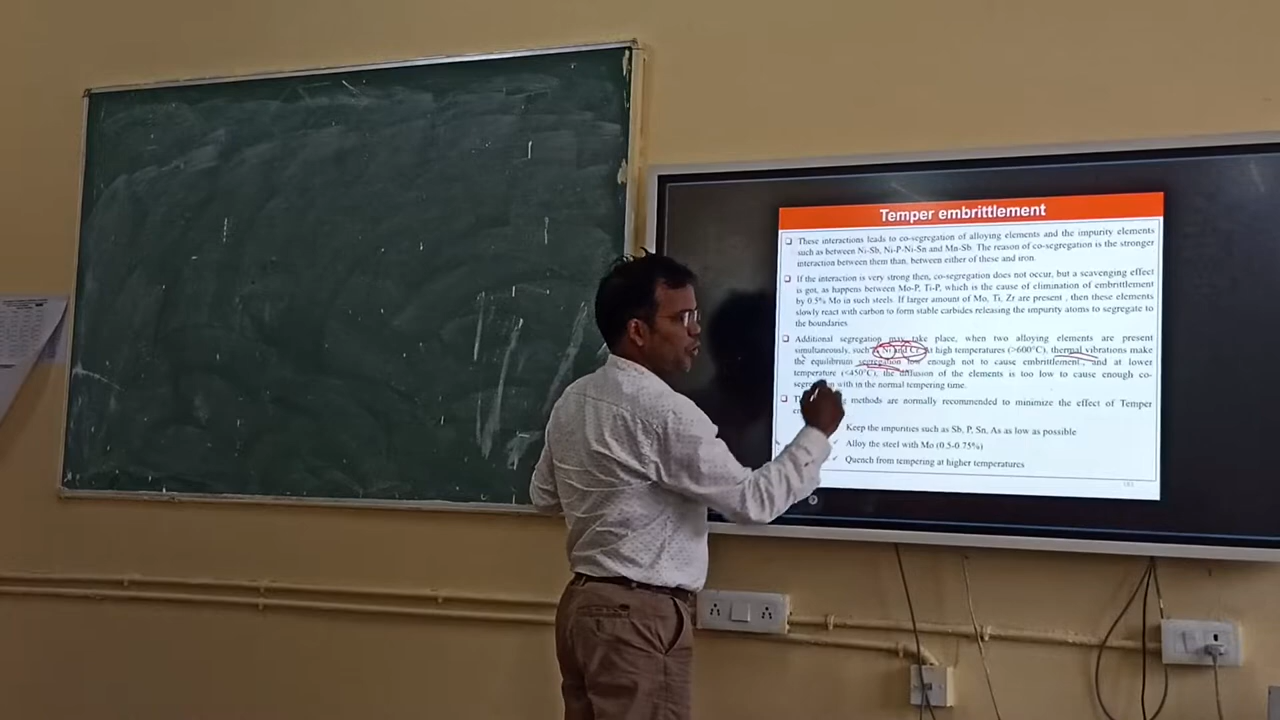 Temper embrittlement
❑ These interactions leads to co-segregation of alloying elements and the impurity elements
such as between Ni-Sb, Ni-P-Ni-Sn and Mn-Sb. The reason of co-segregation is the stronger
interaction between them than, between either of these and iron.
❑ If the interaction is very strong then, co-segregation does not occur, but a scavenging effect
is got, as happens between Mo-P, Ti-P, which is the cause of elimination of embrittlement
by 0.5% Mo in such steels. If larger amount of Mo, Ti, Zr are present , then these elements
slowly react with carbon to form stable carbides releasing the impurity atoms to segregate to
the boundaries.
❑ Additional segregation may take place, when two alloying elements are present
simultaneously, such Ni and Cr. At high temperatures (>600°C), thermal vibrations make
the equilibrium segregation low enough not to cause embrittlement , and at lower
temperature (<450°C), the diffusion of the elements is too low to cause enough co-
with in the normal tempering time.
❑ methods are normally recommended to minimize the effect of Temper
Keep the impurities such as Sb, P, Sn, As as low as possible
Alloy the steel with Mo (0.5-0.75%)
✓ Quench from tempering at higher temperatures